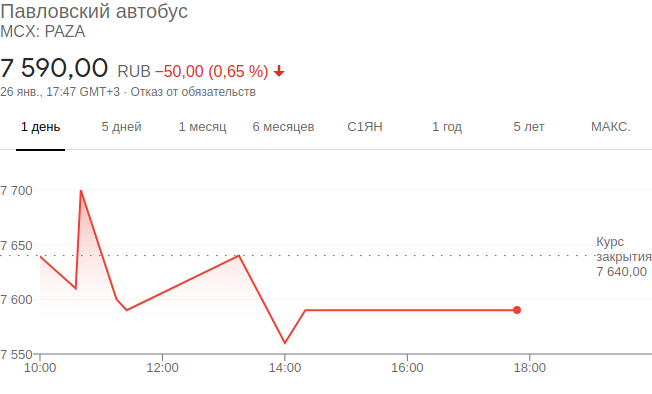 Павловский автобус
MCX: PAZA
7 590,00 RUB −50,00 (0,65 %)
26 янв., 17:47 GMT+3 · Отказ от обязательств
1 день 5 дней 1 месяц 6 месяцев С1ЯН 1 год 5 лет МАКС.
7 700
7 650
Курс
закрытия
7 640,00
7 600
7 550
10:00 12:00 14:00 16:00 18:00